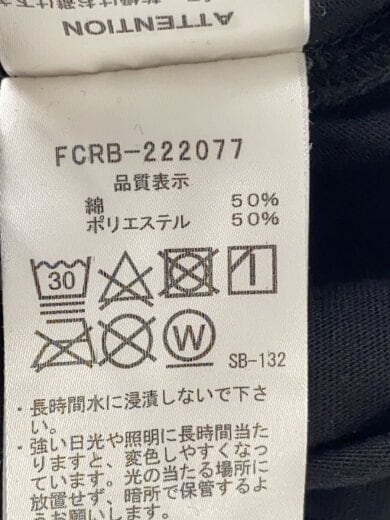 ATTENTION
FCRB-222077
品質表示
綿 50%
ポリエステル 50%
30
W
SB-132
・長時間水に浸漬しないで下さ
い。
・強い日光や照明に長時間当た
りますと、変色しやすくなっ
ています。光の当たる場所に
放置せず、暗所で保管するよ
うお願いします。